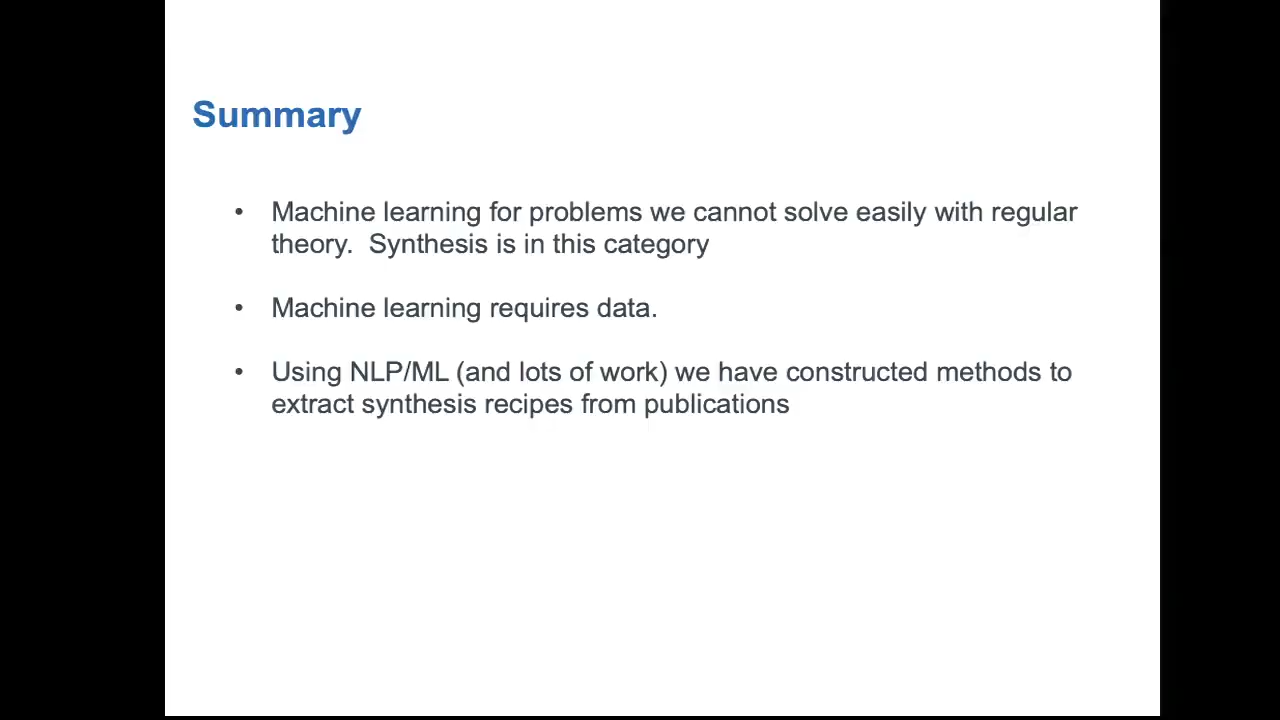 Summary
• Machine learning for problems we cannot solve easily with regular
theory.  Synthesis is in this category
• Machine learning requires data.
• Using NLP/ML (and lots of work) we have constructed methods to
extract synthesis recipes from publications